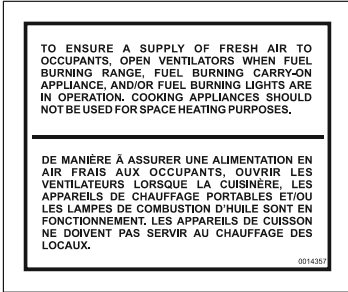 TO ENSURE A SUPPLY OF FRESH AIR TO
OCCUPANTS, OPEN VENTILATORS WHEN FUEL
BURNING RANGE, FUEL BURNING CARRY-ON
APPLIANCE, AND/OR FUEL BURNING LIGHTS ARE
IN OPERATION. COOKING APPLIANCES SHOULD
NOT BE USED FOR SPACE HEATING PURPOSES.
DE MANIÈRE Ā ASSURER UNE ALIMENTATION EN
AIR FRAIS AUX OCCUPANTS, OUVRIR LES
VENTILATEURS LORSQUE LA CUISINÈRE, LES
APPAREILS DE CHAUFFAGE PORTABLES ET/OU
LES LAMPES DE COMBUSTION D'HUILE SONT EN
FONCTIONNEMENT. LES APPAREILS DE CUISSON
NE DOIVENT PAS SERVIR AU CHAUFFAGE DES
LOCAUX.
0014357